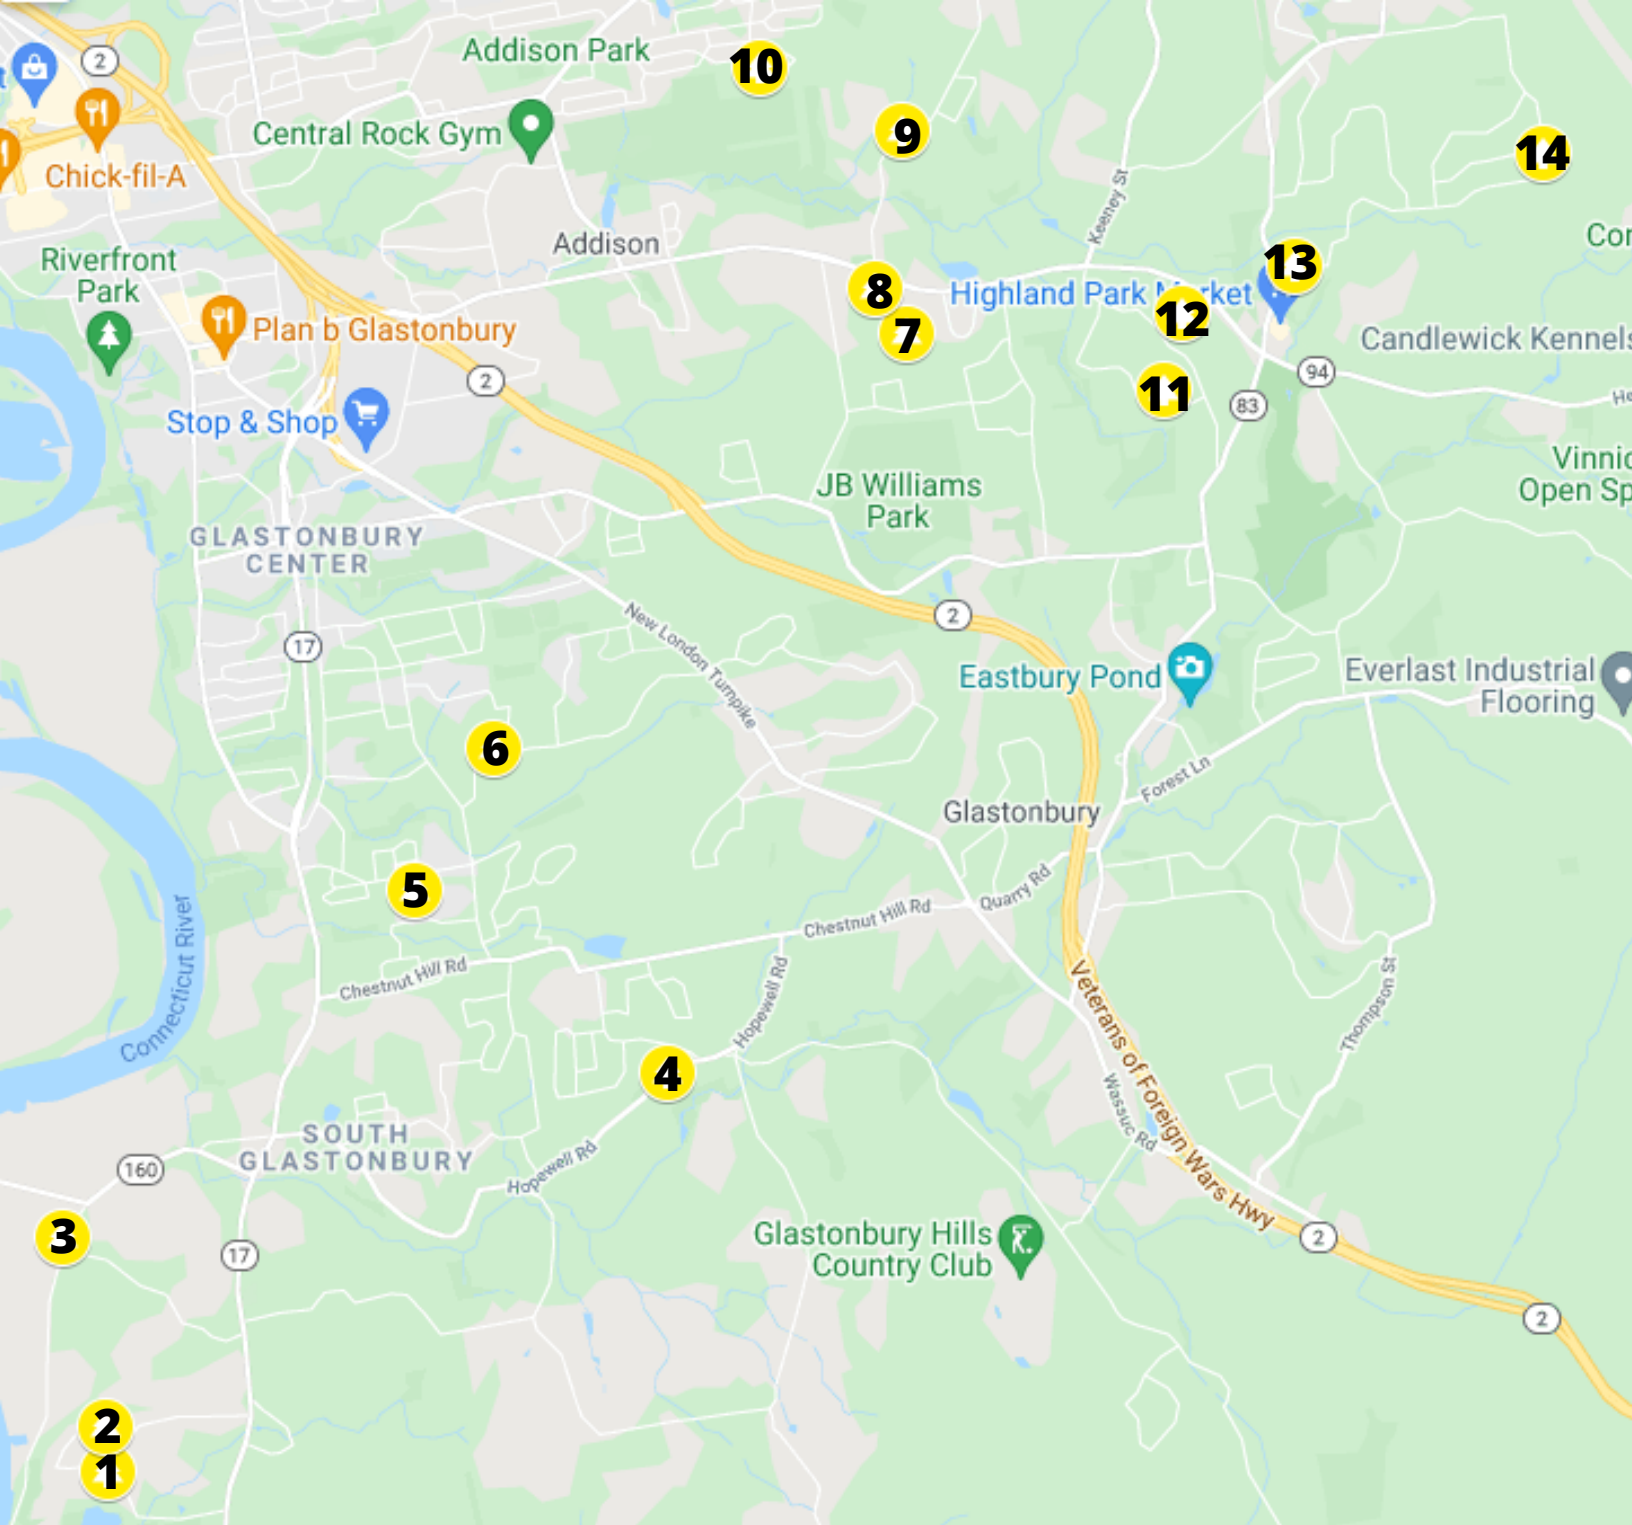 2
Addison Park
10
t
9
Central Rock Gym
14
Chick-fil-A
Keeney St
Addison
Cor
Riverfront
Park
13
8
Highland Park Market
12
7
Plan b Glastonbury
Candlewick Kennels
94
2
11
He
83
Stop & Shop
Vinnic
Open Sp
JB Williams
Park
GLASTONBURY
CENTER
2
New London Turnpike
17
Eastbury Pond
Everlast Industrial
Flooring
6
Forest Ln
Glastonbury
5
Quarry Rd
Chestnut Hill Rd
Connecticut River
Chestnut Hill Rd
Hopewell Rd
Thompson St
Veterans of Foreign Wars Hwy
4
Wassuc Rd
SOUTH
GLASTONBURY
160
Hopewell Rd
3
17
Glastonbury Hills
Country Club
2
2
2
1